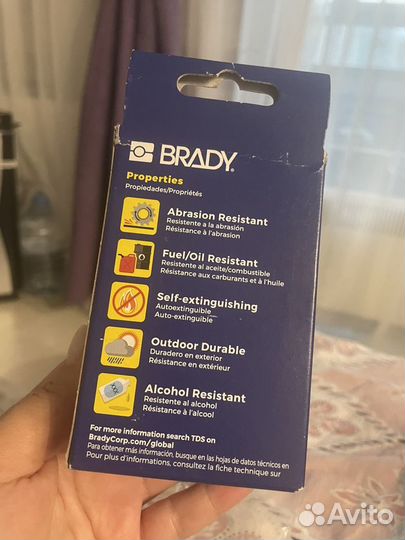 BRADY®
Properties
Propiedades/Propriétés
Abrasion Resistant
Resistente a la abrasión
Résistance à l'abrasion
Fuel/Oil Resistant
Resistente al aceite/combustible
Résistance aux carburants et à l'huile
Self-extinguishing
Autoextinguible
Auto-extinguible
Outdoor Durable
Duradero en exterior
Résistance en extérieur
Alcohol Resistant
Resistente al alcohol
Résistance à l'alcool
For more information search TDS on
BradyCorp.com/global
Para obtener más información, busque en las hojas de datos técnicos en
Pour plus d'informations, consultez la fiche technique sur
Avito